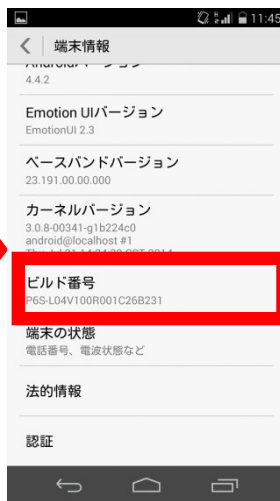 11:45
端末情報
4.4.2
Emotion UIバージョン
EmotionUI 2.3
ベースバンドバージョン
23.191.00.00.000
カーネルバージョン
3.0.8-00341-g1b224c0
android@localhost #1
ビルド番号
P6S-L04V100R001C26B231
端末の状態
電話番号、電波状態など
法的情報
認証